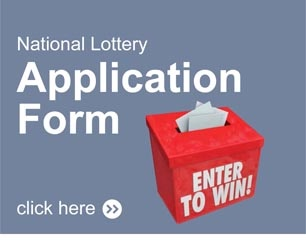 National Lottery
Application
Form
ENTER
TO WIN!
click here